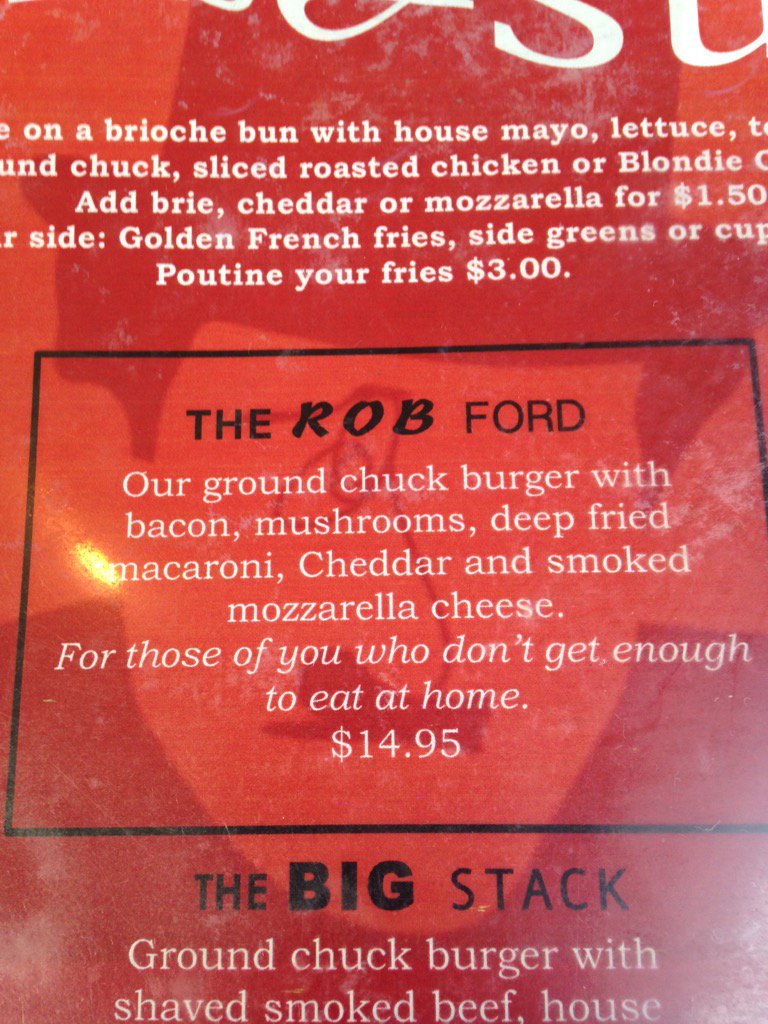 & su
e on a brioche bun with house mayo, lettuce, to
und chuck, sliced roasted chicken or Blondie C
Add brie, cheddar or mozzarella for $1.50
r side: Golden French fries, side greens or cup
Poutine your fries $3.00.
THE ROB FORD
Our ground chuck burger with
bacon, mushrooms, deep fried
macaroni, Cheddar and smoked
mozzarella cheese.
For those of you who don't get enough
to eat at home.
$14.95
THE BIG STACK
Ground chuck burger with
shaved smoked beef, house